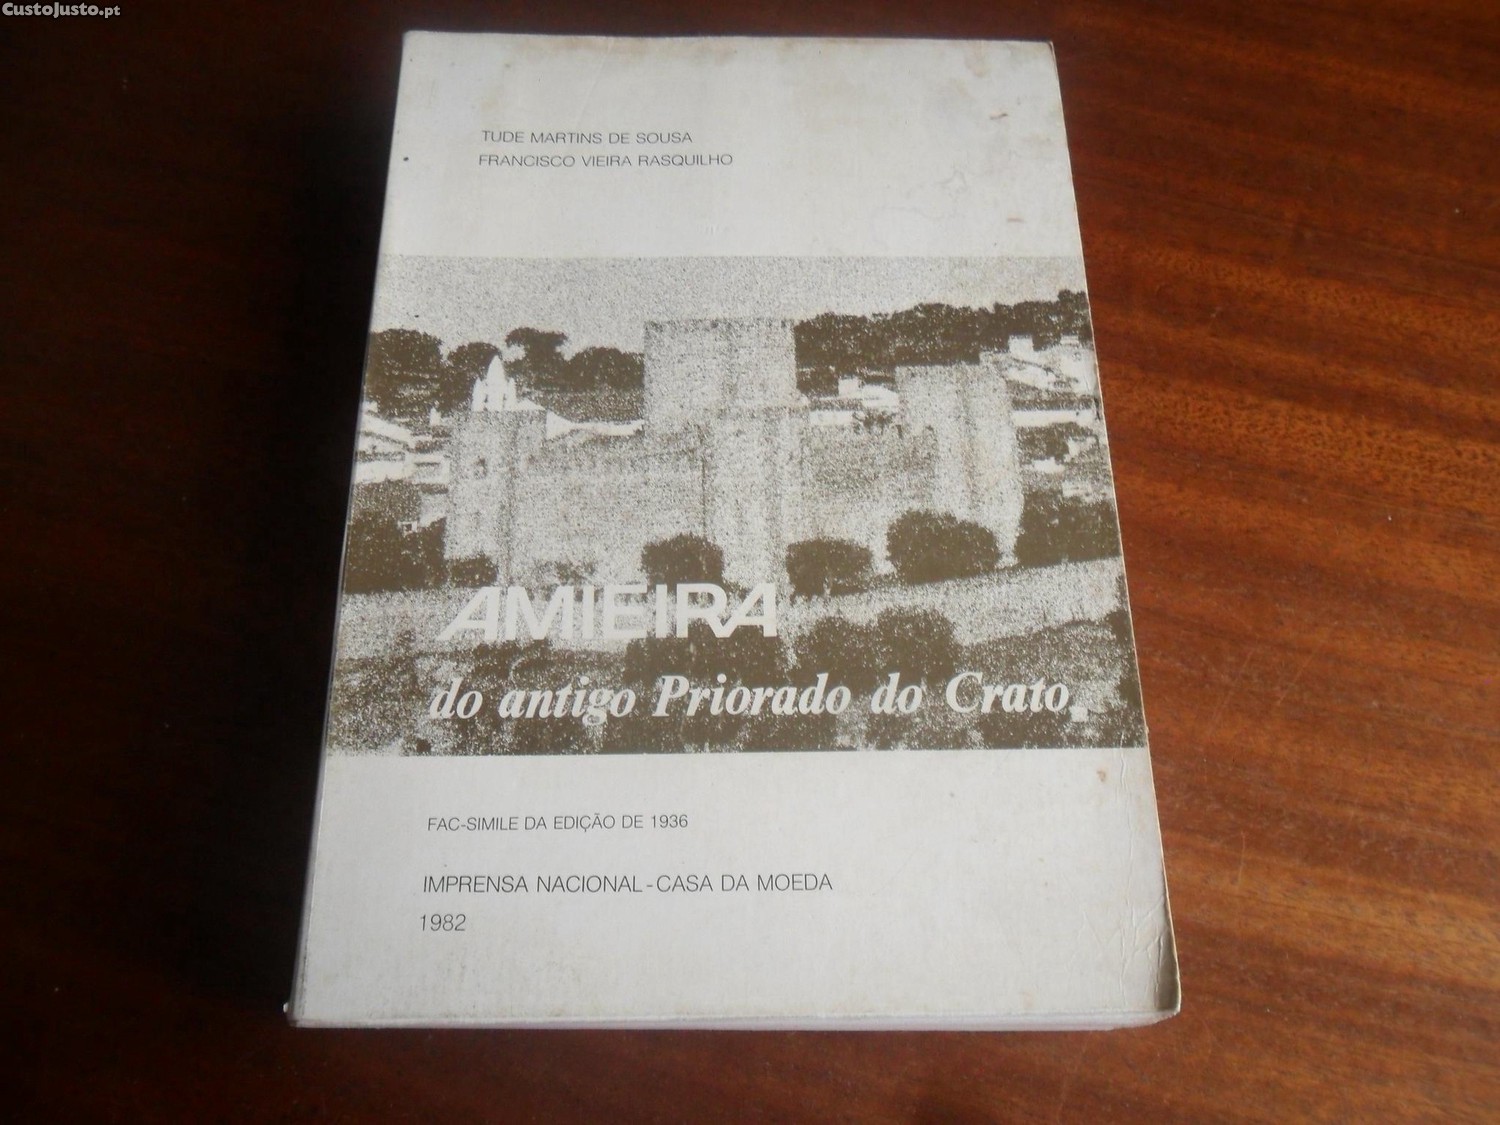 CustoJusto.pt
TUDE MARTINS DE SOUSA
FRANCISCO VIEIRA RASQUILHO
AMIEIRA
do antigo Priorado do Crato
FAC-SIMILE DA EDIÇÃO DE 1936
IMPRENSA NACIONAL-CASA DA MOEDA
1982